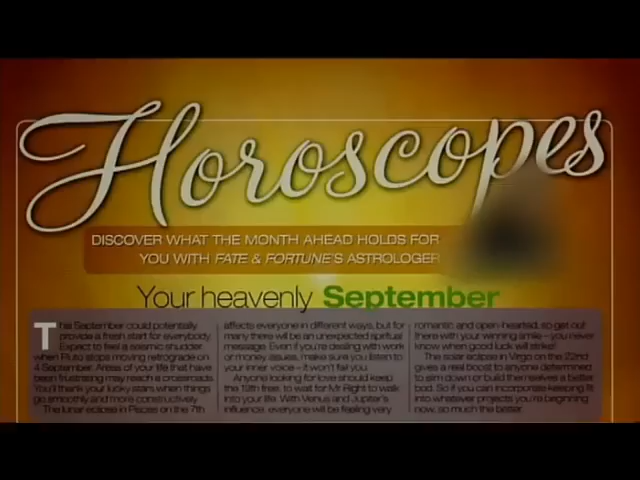 Horoscopes
DISCOVER WHAT THE MONTH AHEAD HOLDS FOR
YOU WITH FATE & FORTUNE'S ASTROLOGER
Your heavenly September
This September could potentially
provide a fresh start for everybody.
Expect to feel a seismic shudder
when Pluto stops moving retrograde on
4 September. Areas of your life that have
been frustrating may reach a crossroads.
You'll thank your lucky stars when things
go smoothly and more constructively.
The lunar eclipse in Pisces on the 7th
affects everyone in different ways, but for
many there will be an unexpected spiritual
message. Even if you're dealing with work
or money issues, make sure you listen to
your inner voice – it won't fail you.
Anyone looking for love should keep
the 19th free, to wait for Mr Right to walk
into your life. With Venus and Jupiter's
influence, everyone will be feeling very
romantic and open-hearted, so get out
there with your winning smile – you never
know when good luck will strike!
The solar eclipse in Virgo on the 22nd
gives a real boost to anyone determined
to slim down or build themselves a better
bod. So if you can incorporate keeping fit
into whatever projects you're beginning
now, so much the better.